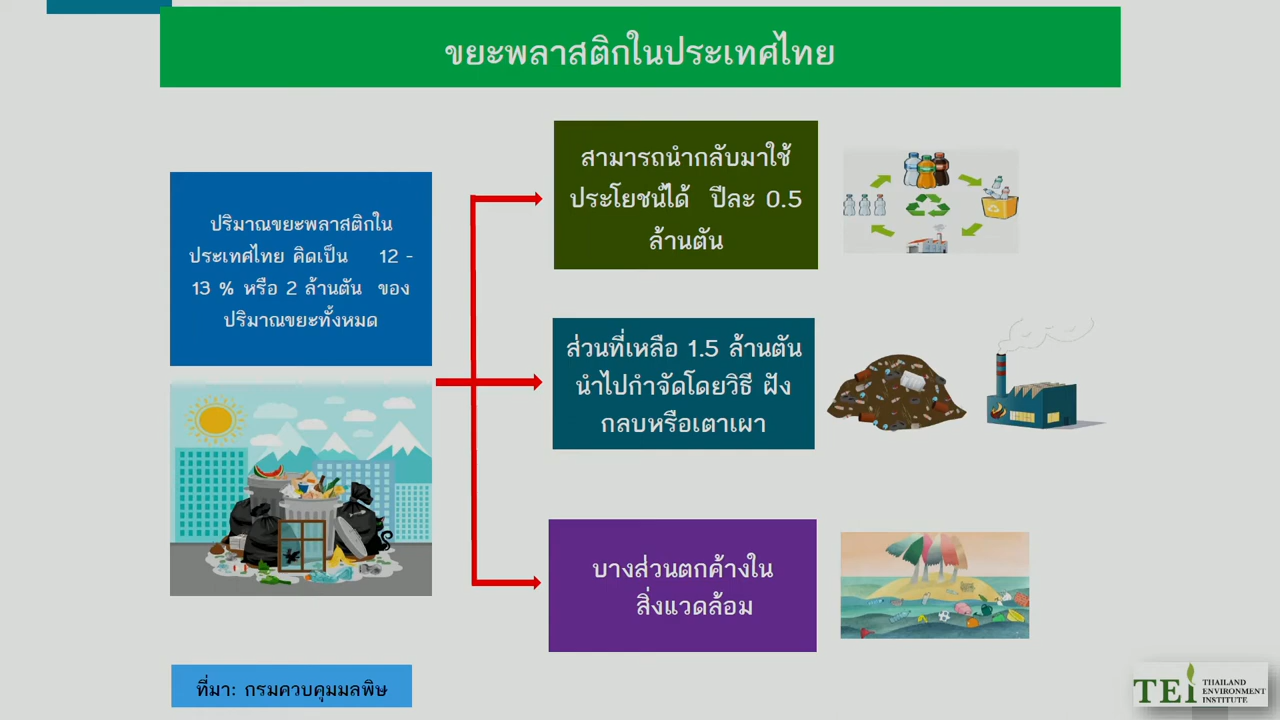 ขยะพลาสติกในประเทศไทย
ปริมาณขยะพลาสติกใน
ประเทศไทย คิดเป็น 12 -
13 % หรือ 2 ล้านตัน ของ
ปริมาณขยะทั้งหมด
สามารถนำกลับมาใช้
ประโยชน์ได้ ปีละ 0.5
ล้านตัน
ส่วนที่เหลือ 1.5 ล้านตัน
นำไปกำจัดโดยวิธี ฝัง
กลบหรือเตาเผา
บางส่วนตกค้างใน
สิ่งแวดล้อม
ที่มา: กรมควบคุมมลพิษ
TEI THAILAND
ENVIRONMENT
INSTITUTE